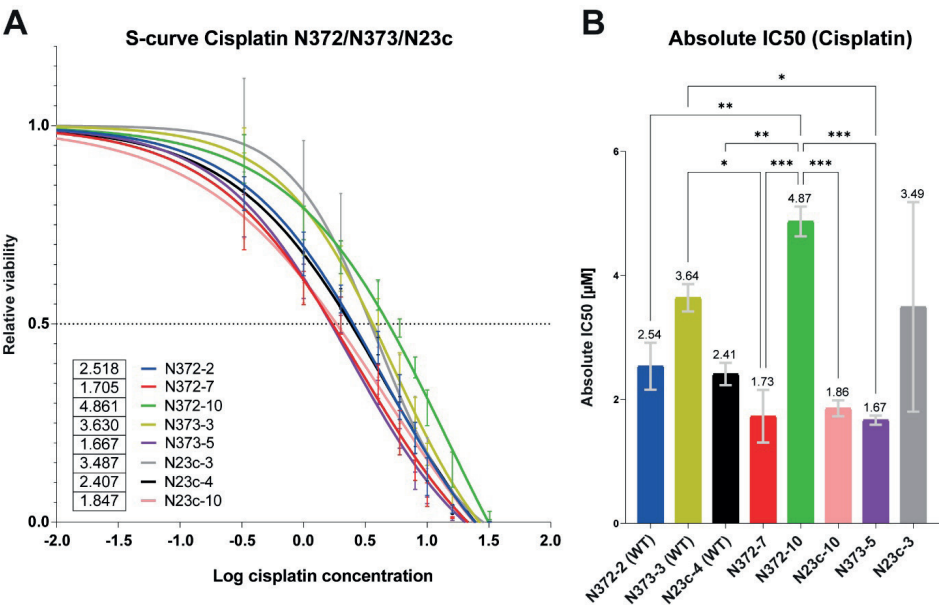 A
S-curve Cisplatin N372/N373/N23c
Relative viability
1.0
0.5
0.0
2.518 N372-2
1.705 N372-7
4.861 N372-10
3.630 N373-3
1.667 N373-5
3.487 N23c-3
2.407 N23c-4
1.847 N23c-10
-2.0 -1.5 -1.0 -0.5 0.0 0.5 1.0 1.5 2.0
Log cisplatin concentration
B
Absolute IC50 (Cisplatin)
Absolute IC50 [µM]
6
4
2
0
*
**
** ***
* *** ***
2.54 3.64 2.41 1.73 4.87 1.86 1.67 3.49
N372-2 (WT)
N373-3 (WT)
N23c-4 (WT)
N372-7
N372-10
N23c-10
N373-5
N23c-3